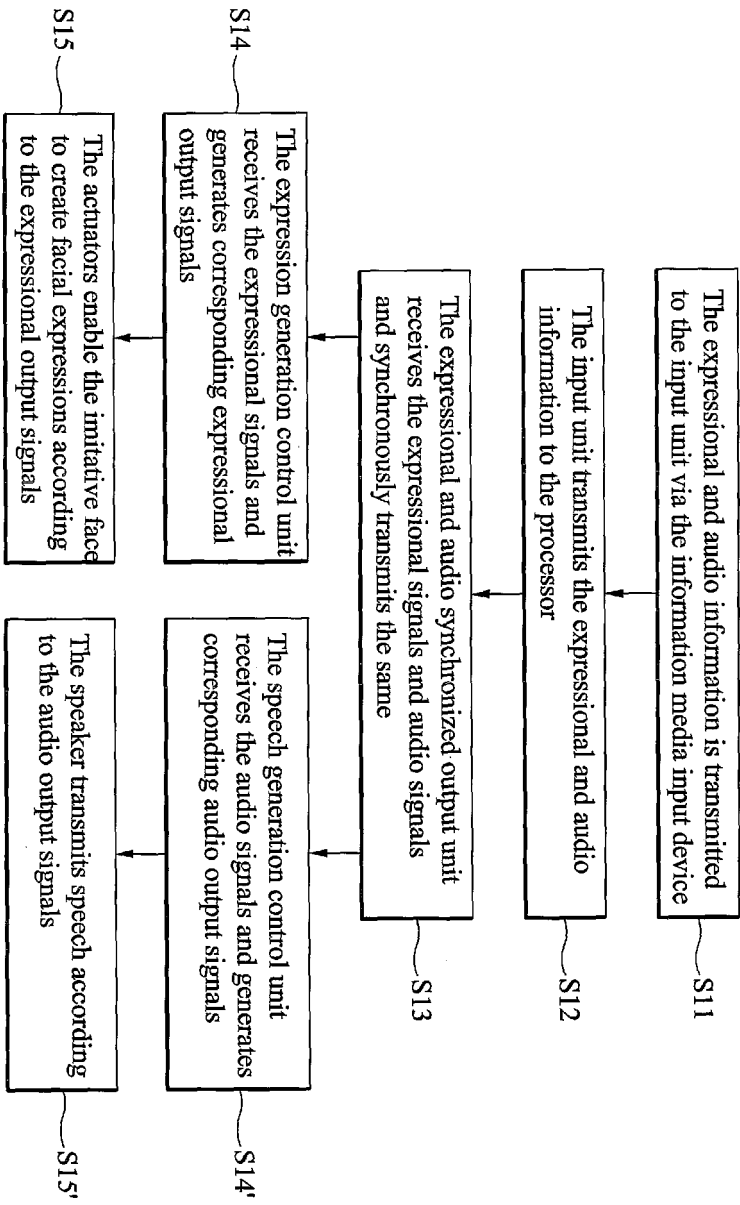 The expressional and audio information is transmitted
to the input unit via the information media input device
S11
The input unit transmits the expressional and audio
information to the processor
S12
The expressional and audio synchronized output unit
receives the expressional signals and audio signals
and synchronously transmits the same
S13
S14
The expression generation control unit
receives the expressional signals and
generates corresponding expressional
output signals
The speech generation control unit
receives the audio signals and generates
corresponding audio output signals
S14'
S15
The actuators enable the imitative face
to create facial expressions according
to the expressional output signals
The speaker transmits speech according
to the audio output signals
S15'